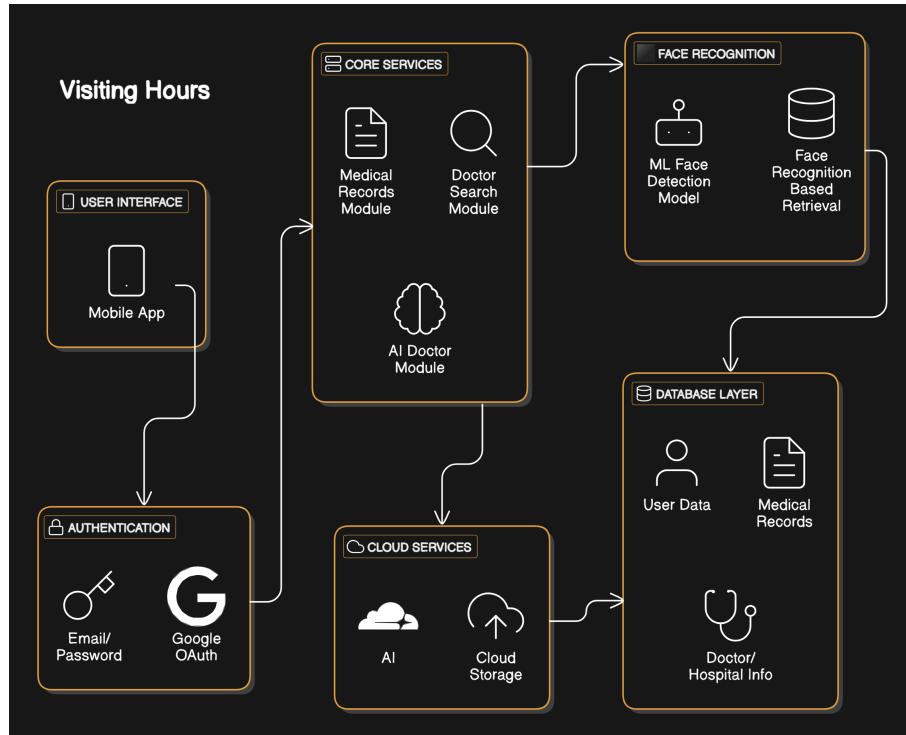 Visiting Hours
USER INTERFACE
Mobile App
AUTHENTICATION
Email/
Password
Google
OAuth
CORE SERVICES
Medical
Records
Module
Doctor
Search
Module
AI Doctor
Module
FACE RECOGNITION
ML Face
Detection
Model
Face
Recognition
Based
Retrieval
CLOUD SERVICES
AI
Cloud
Storage
DATABASE LAYER
User Data
Medical
Records
Doctor/
Hospital Info